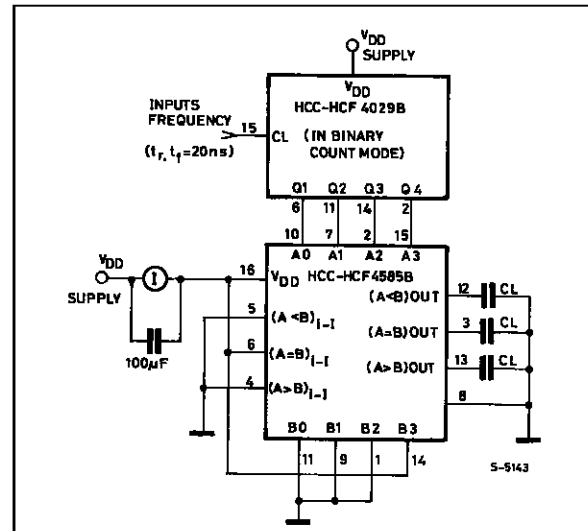 VDD
SUPPLY
VDD
HCC-HCF 4029B
INPUTS
FREQUENCY
15
CL
(IN BINARY
COUNT MODE)
(tr, tf=20ns)
Q1 Q2 Q3 Q4
6 11 14 2
10 7 2 15
A0 A1 A2 A3
VDD
SUPPLY
I
100µF
16
VDD
HCC-HCF4585B
5
(A<B)I-I
6
(A=B)I-I
4
(A>B)I-I
(A<B)OUT
12
CL
(A=B)OUT
3
CL
(A>B)OUT
13
CL
8
B0 B1 B2 B3
11 9 1 14
S-5143